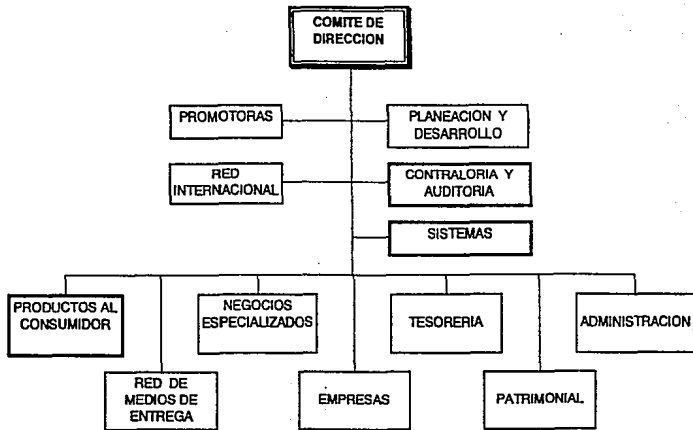 COMITE DE
DIRECCION
PROMOTORAS
PLANEACION Y
DESARROLLO
RED
INTERNACIONAL
CONTRALORIA Y
AUDITORIA
SISTEMAS
PRODUCTOS AL
CONSUMIDOR
NEGOCIOS
ESPECIALIZADOS
TESORERIA
ADMINISTRACION
RED DE
MEDIOS DE
ENTREGA
EMPRESAS
PATRIMONIAL